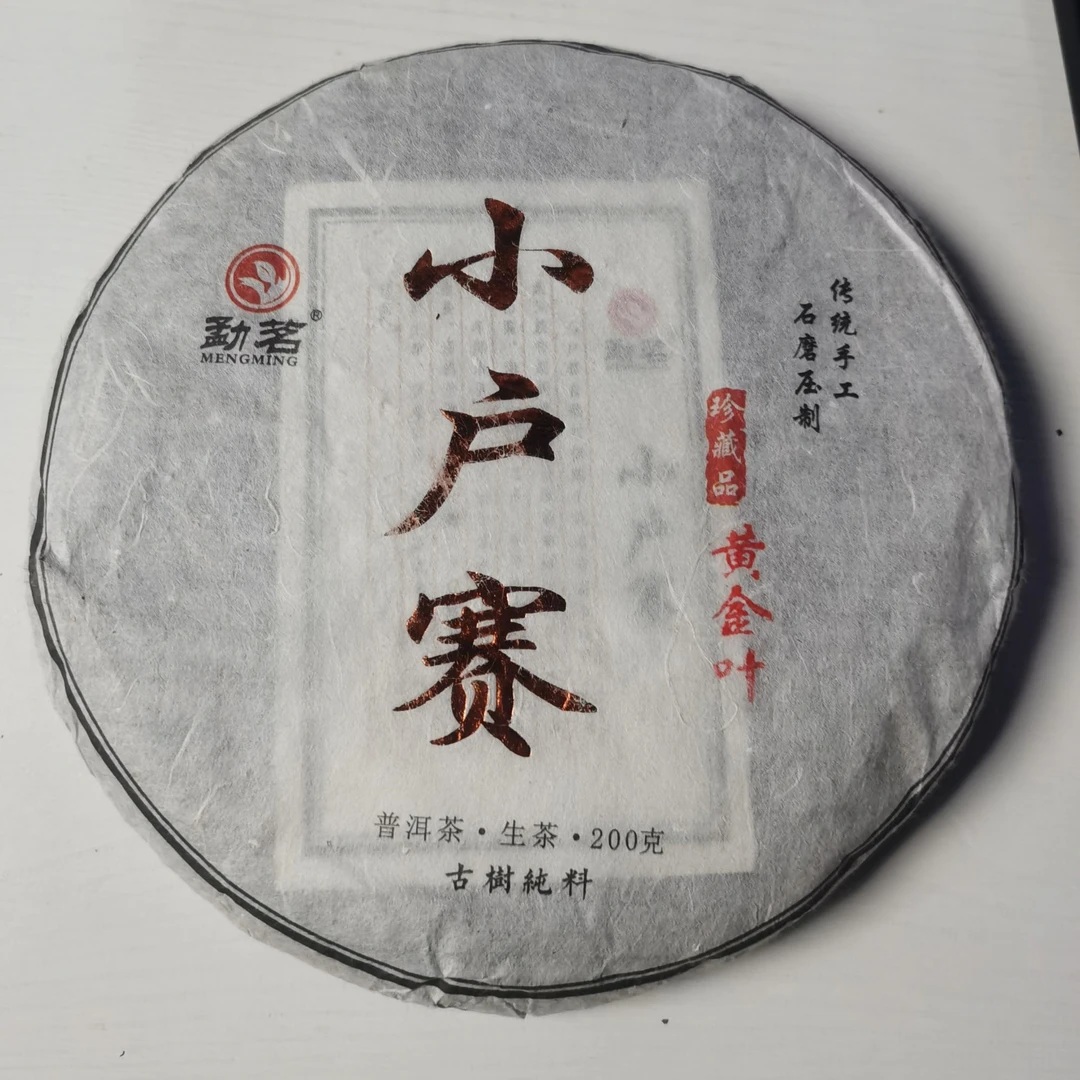 勐茗®
MENGMING
小户赛
传统手工
石磨压制
珍藏品
黄金叶
普洱茶·生茶·200克
古樹純料